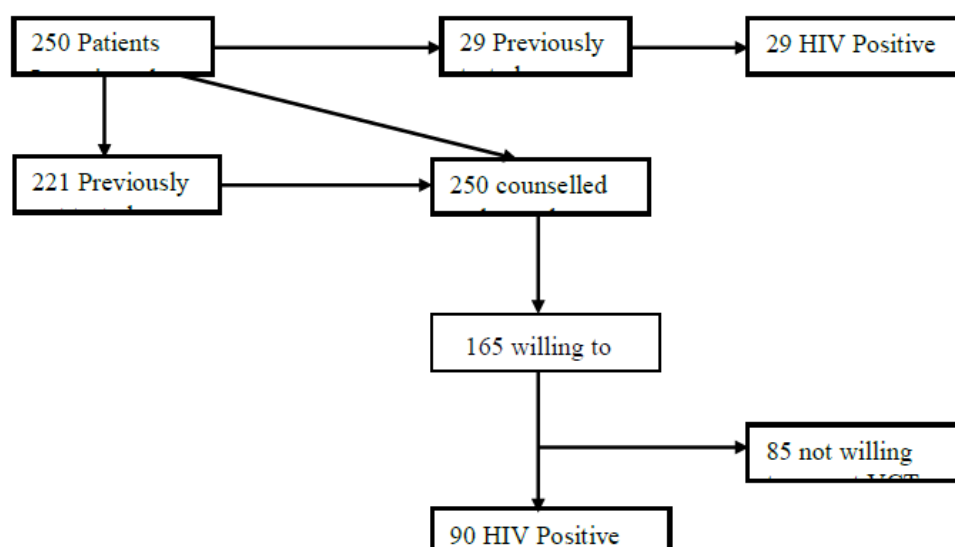 250 Patients
29 Previously
29 HIV Positive
221 Previously
250 counselled
165 willing to
85 not willing
90 HIV Positive